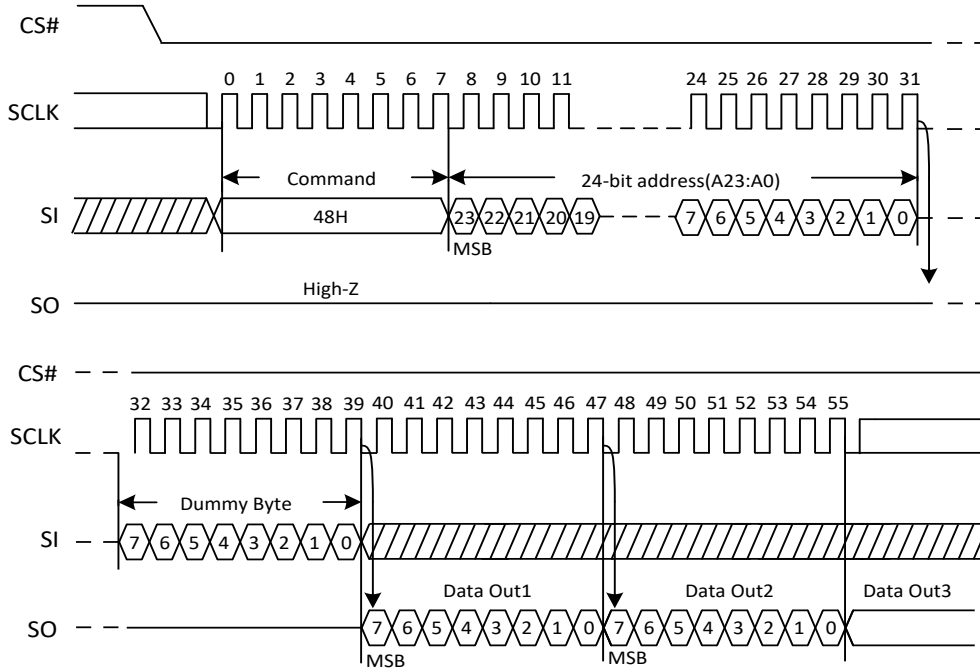 CS#
0 1 2 3 4 5 6 7 8 9 10 11 24 25 26 27 28 29 30 31
SCLK
Command 24-bit address(A23:A0)
SI 48H 23 22 21 20 19 7 6 5 4 3 2 1 0
MSB
High-Z
SO
CS#
32 33 34 35 36 37 38 39 40 41 42 43 44 45 46 47 48 49 50 51 52 53 54 55
SCLK
Dummy Byte
SI 7 6 5 4 3 2 1 0
Data Out1 Data Out2 Data Out3
SO 7 6 5 4 3 2 1 0 7 6 5 4 3 2 1 0
MSB MSB